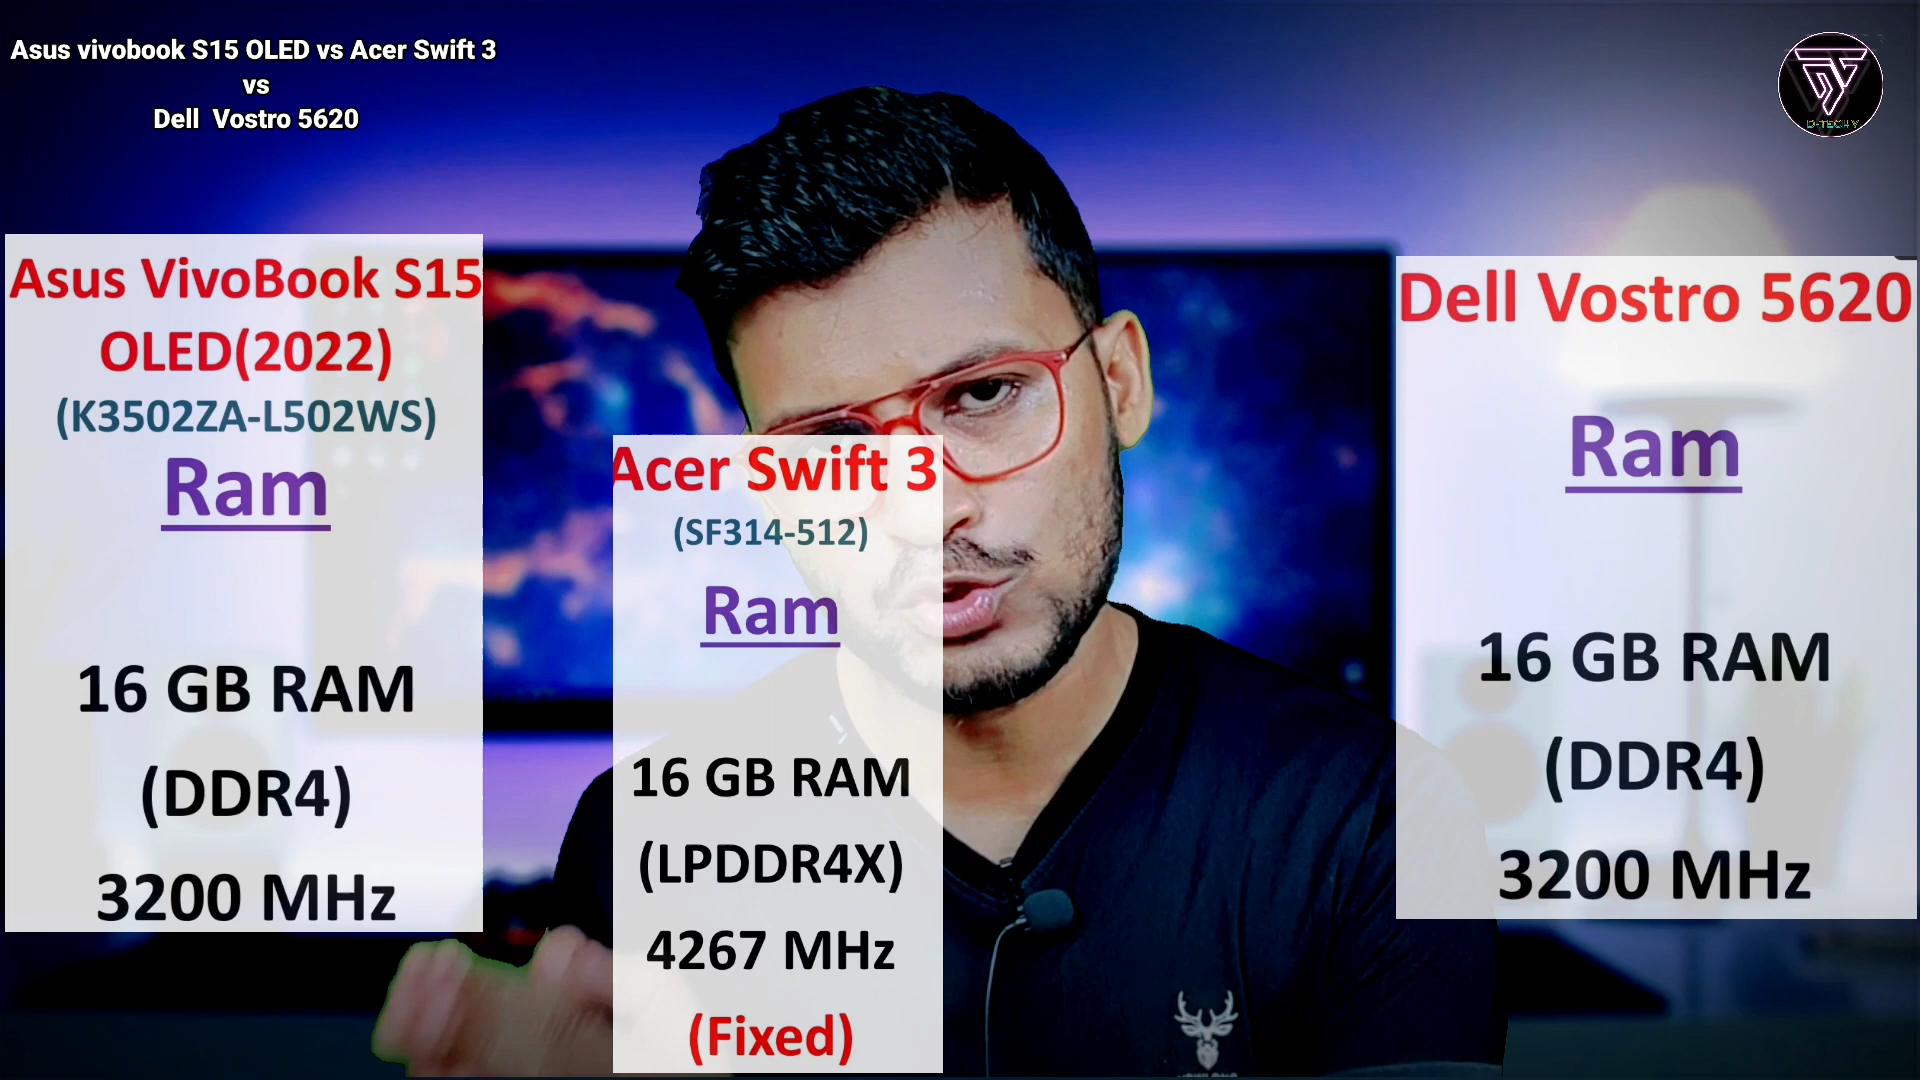 Asus vivobook S15 OLED vs Acer Swift 3
vs
Dell Vostro 5620
D-TECHY
Asus VivoBook S15
OLED(2022)
(K3502ZA-L502WS)
Ram
16 GB RAM
(DDR4)
3200 MHz
Acer Swift 3
(SF314-512)
Ram
16 GB RAM
(LPDDR4X)
4267 MHz
(Fixed)
Dell Vostro 5620
Ram
16 GB RAM
(DDR4)
3200 MHz